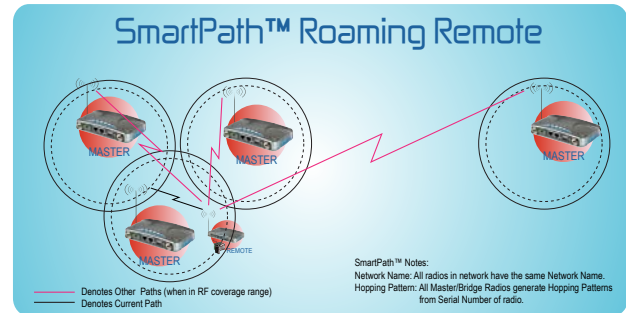 SmartPath™ Roaming Remote
MASTER
MASTER
MASTER
MASTER
REMOTE
SmartPath™ Notes:
Network Name: All radios in network have the same Network Name.
Hopping Pattern: All Master/Bridge Radios generate Hopping Patterns
from Serial Number of radio.
Denotes Other Paths (when in RF coverage range)
Denotes Current Path